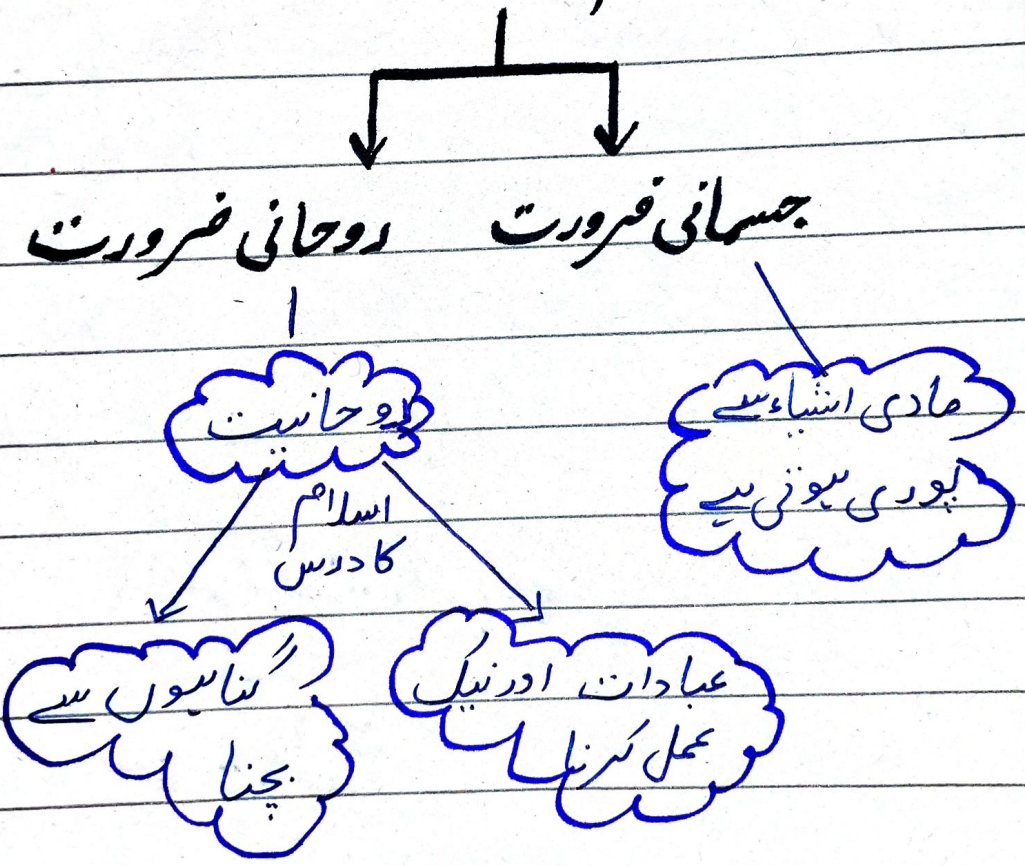 جسمانی ضرورت
روحانی ضرورت
مادی اشیاء سے
پوری ہوتی ہے
روحانیت
اسلام
کا درس
عبادات اور نیک
عمل کرنا
گناہوں سے
بچنا